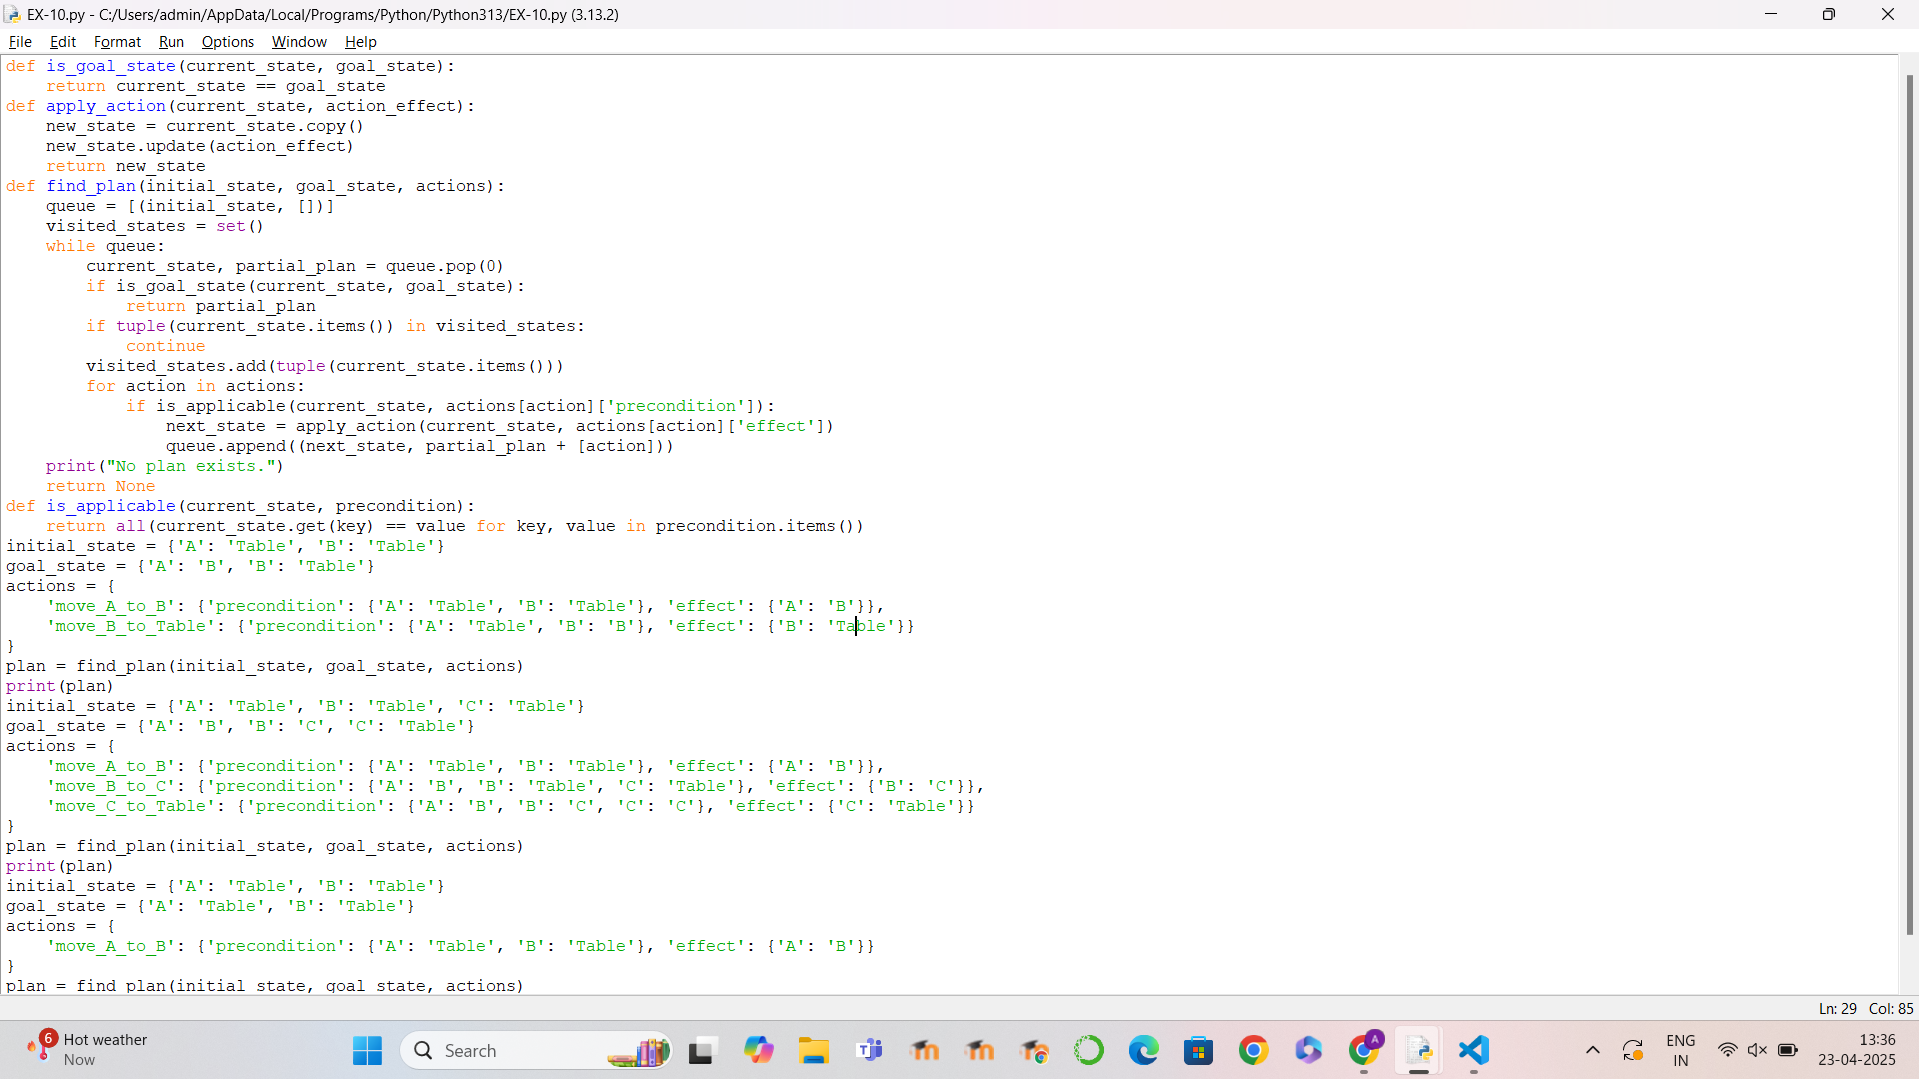 EX-10.py - C:/Users/admin/AppData/Local/Programs/Python/Python313/EX-10.py (3.13.2)
File Edit Format Run Options Window Help
def is_goal_state(current_state, goal_state):
    return current_state == goal_state
def apply_action(current_state, action_effect):
    new_state = current_state.copy()
    new_state.update(action_effect)
    return new_state
def find_plan(initial_state, goal_state, actions):
    queue = [(initial_state, [])]
    visited_states = set()
    while queue:
        current_state, partial_plan = queue.pop(0)
        if is_goal_state(current_state, goal_state):
            return partial_plan
        if tuple(current_state.items()) in visited_states:
            continue
        visited_states.add(tuple(current_state.items()))
        for action in actions:
            if is_applicable(current_state, actions[action]['precondition']):
                next_state = apply_action(current_state, actions[action]['effect'])
                queue.append((next_state, partial_plan + [action]))
    print("No plan exists.")
    return None
def is_applicable(current_state, precondition):
    return all(current_state.get(key) == value for key, value in precondition.items())
initial_state = {'A': 'Table', 'B': 'Table'}
goal_state = {'A': 'B', 'B': 'Table'}
actions = {
    'move_A_to_B': {'precondition': {'A': 'Table', 'B': 'Table'}, 'effect': {'A': 'B'}},
    'move_B_to_Table': {'precondition': {'A': 'Table', 'B': 'B'}, 'effect': {'B': 'Table'}}
}
plan = find_plan(initial_state, goal_state, actions)
print(plan)
initial_state = {'A': 'Table', 'B': 'Table', 'C': 'Table'}
goal_state = {'A': 'B', 'B': 'C', 'C': 'Table'}
actions = {
    'move_A_to_B': {'precondition': {'A': 'Table', 'B': 'Table'}, 'effect': {'A': 'B'}},
    'move_B_to_C': {'precondition': {'A': 'B', 'B': 'Table', 'C': 'Table'}, 'effect': {'B': 'C'}},
    'move_C_to_Table': {'precondition': {'A': 'B', 'B': 'C', 'C': 'C'}, 'effect': {'C': 'Table'}}
}
plan = find_plan(initial_state, goal_state, actions)
print(plan)
initial_state = {'A': 'Table', 'B': 'Table'}
goal_state = {'A': 'Table', 'B': 'Table'}
actions = {
    'move_A_to_B': {'precondition': {'A': 'Table', 'B': 'Table'}, 'effect': {'A': 'B'}}
}
plan = find_plan(initial_state, goal_state, actions)
Ln: 29 Col: 85
6 Hot weather
Now
Search
A
ENG
IN
13:36
23-04-2025